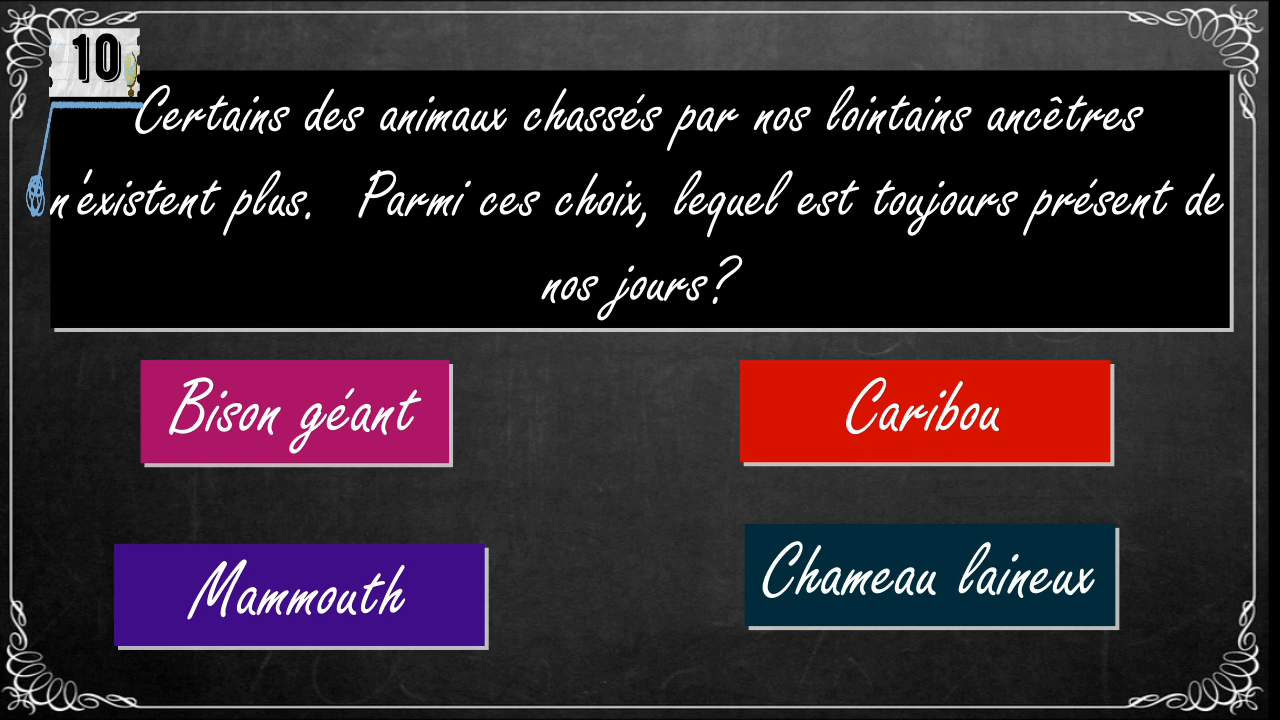 10
Certains des animaux chassés par nos lointains ancêtres
n'existent plus. Parmi ces choix, lequel est toujours présent de
nos jours?
Bison géant
Caribou
Mammouth
Chameau laineux